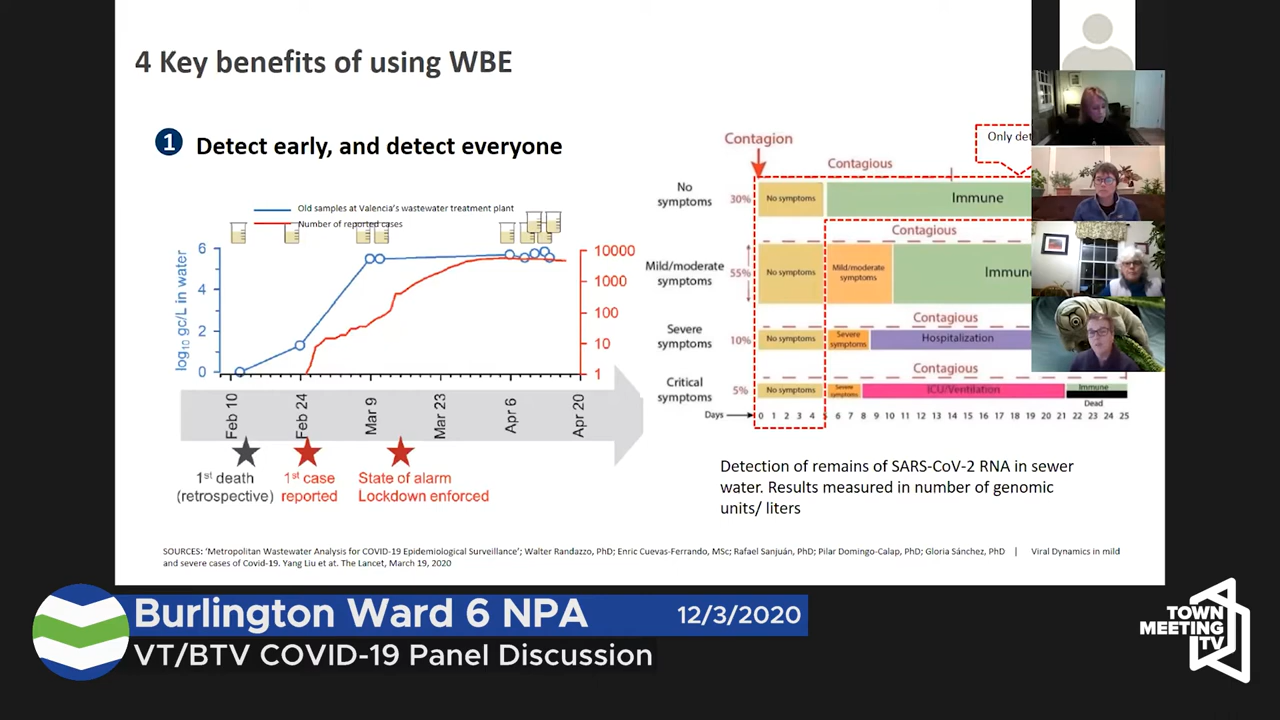 4 Key benefits of using WBE
1 Detect early, and detect everyone
Old samples at Valencia's wastewater treatment plant
Number of reported cases
log10 gc/L in water
6
4
2
0
10000
1000
100
10
1
Feb 10
Feb 24
Mar 9
Mar 23
Apr 6
Apr 20
1st death
(retrospective)
1st case
reported
State of alarm
Lockdown enforced
Contagion
Only
Contagious
No
symptoms
30%
No symptoms
Immune
Contagious
Mild/moderate
symptoms
55%
No symptoms
Mild/moderate
symptoms
Contagious
Severe
symptoms
10%
No symptoms
Severe
symptoms
Hospitalization
Contagious
Critical
symptoms
5%
No symptoms
Severe
symptoms
ICU/Ventilation
Immune
Dead
Days
0 1 2 3 4 5 6 7 8 9 10 11 12 13 14 15 16 17 18 19 20 21 22 23 24 25
Detection of remains of SARS-CoV-2 RNA in sewer
water. Results measured in number of genomic
units/ liters
SOURCES: 'Metropolitan Wastewater Analysis for COVID-19 Epidemiological Surveillance'; Walter Randazzo, PhD; Enric Cuevas-Ferrando, MSc; Rafael Sanjuán, PhD; Pilar Domingo-Calap, PhD; Gloria Sánchez, PhD | Viral Dynamics in mild
and severe cases of Covid-19. Yang Liu et at. The Lancet, March 19, 2020
Burlington Ward 6 NPA 12/3/2020
VT/BTV COVID-19 Panel Discussion
TOWN
MEETING
TV